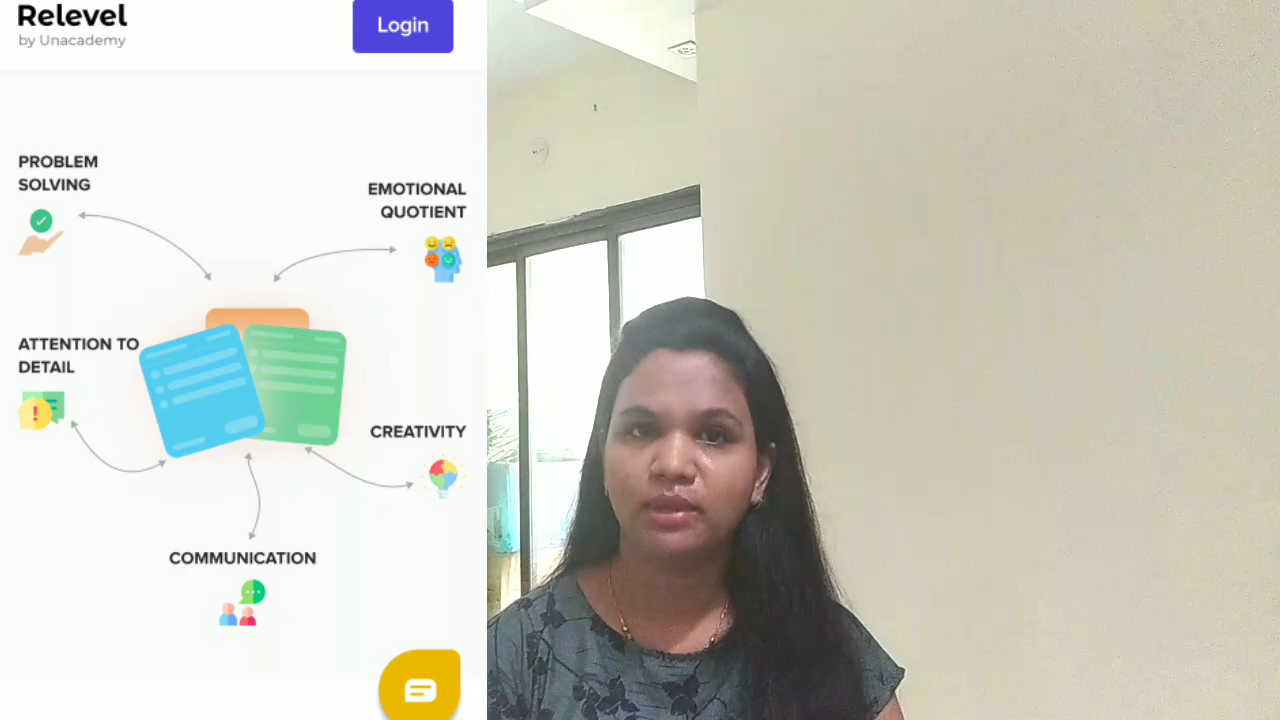 Relevel
by Unacademy
Login
PROBLEM
SOLVING
EMOTIONAL
QUOTIENT
ATTENTION TO
DETAIL
CREATIVITY
COMMUNICATION